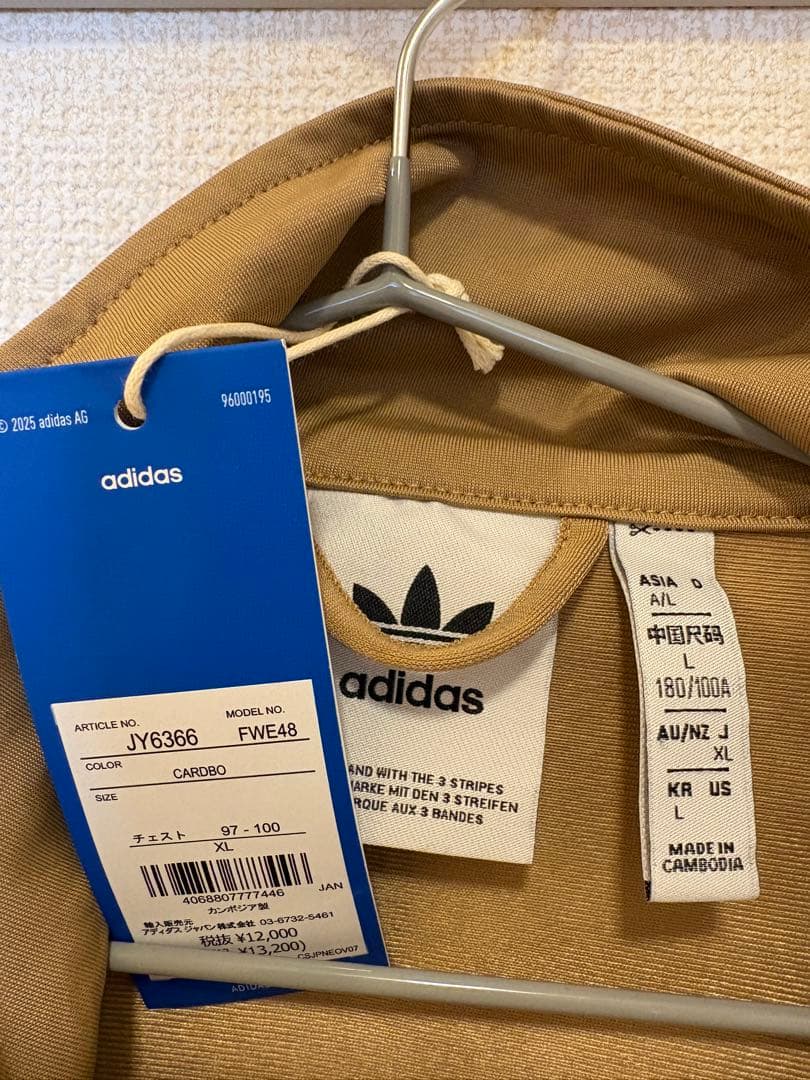 © 2025 adidas AG
96000195
adidas
ARTICLE NO.
JY6366
MODEL NO.
FWE48
COLOR
CARDBO
SIZE
チェスト 97 - 100
XL
4068807777446
JAN
カンボジア製
輸入販売元
アディダス ジャパン株式会社 03-6732-5461
税抜 ¥12,000
¥13,200)
CSJPNEOV07
adidas
AND WITH THE 3 STRIPES
MARKE MIT DEN 3 STREIFEN
RQUE AUX 3 BANDES
ASIA
A/L
中国尺码
L
180/100A
AU/NZ J
XL
KR US
L
MADE IN
CAMBODIA